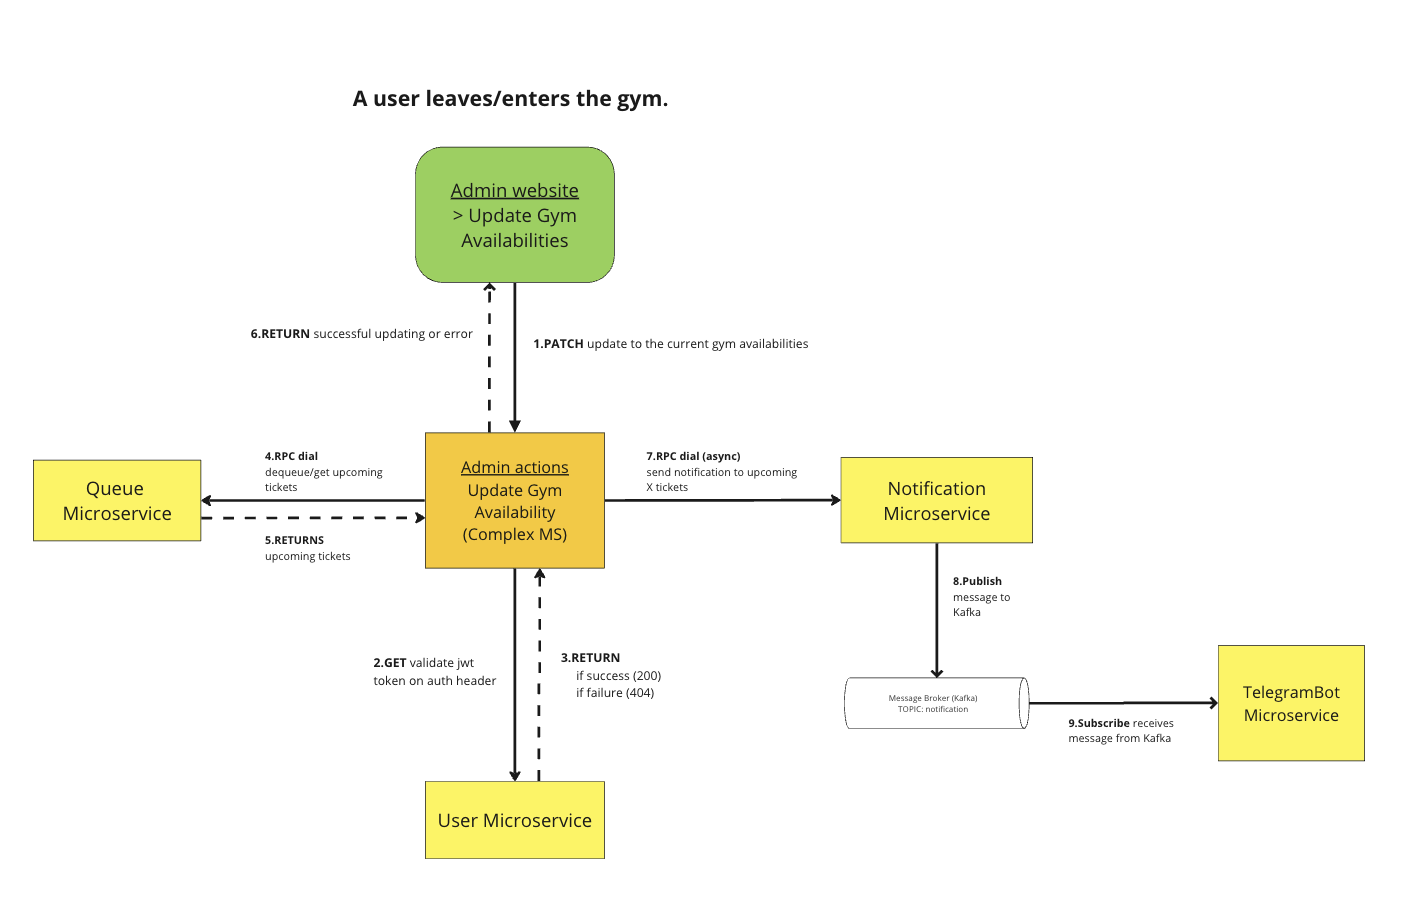 A user leaves/enters the gym.
Admin website
> Update Gym
Availabilities
6.RETURN successful updating or error
1.PATCH update to the current gym availabilities
4.RPC dial
dequeue/get upcoming
tickets
7.RPC dial (async)
send notification to upcoming
X tickets
Queue
Microservice
Admin actions
Update Gym
Availability
(Complex MS)
Notification
Microservice
5.RETURNS
upcoming tickets
8.Publish
message to
Kafka
2.GET validate jwt
token on auth header
3.RETURN
if success (200)
if failure (404)
Message Broker (Kafka)
TOPIC: notification
TelegramBot
Microservice
9.Subscribe receives
message from Kafka
User Microservice